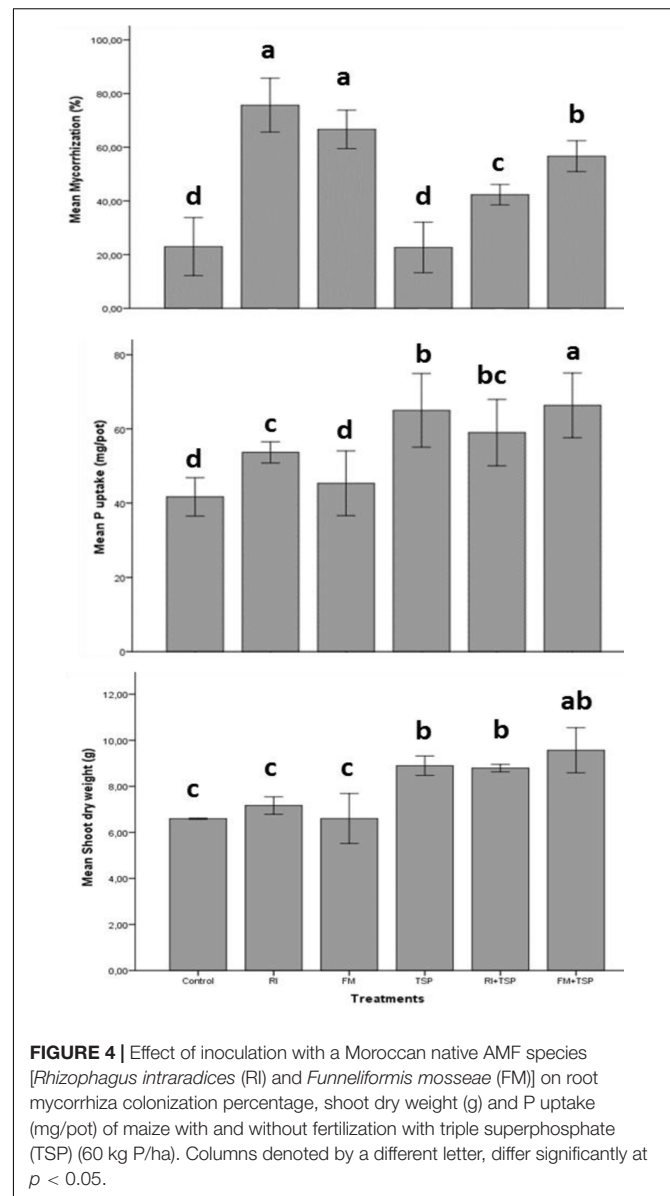 Mean Mycorrhization (%)
100,00
80,00
60,00
40,00
20,00
0,00
d
a
a
d
c
b
Mean P uptake (mg/pot)
80
60
40
20
0
d
c
d
b
bc
a
Mean Shoot dry weight (g)
12,00
10,00
8,00
6,00
4,00
2,00
0,00
c
c
c
b
b
ab
Control RI FM TSP RI+TSP FM+TSP
Treatments
FIGURE 4 | Effect of inoculation with a Moroccan native AMF species
[Rhizophagus intraradices (RI) and Funneliformis mosseae (FM)] on root
mycorrhiza colonization percentage, shoot dry weight (g) and P uptake
(mg/pot) of maize with and without fertilization with triple superphosphate
(TSP) (60 kg P/ha). Columns denoted by a different letter, differ significantly at
p < 0.05.